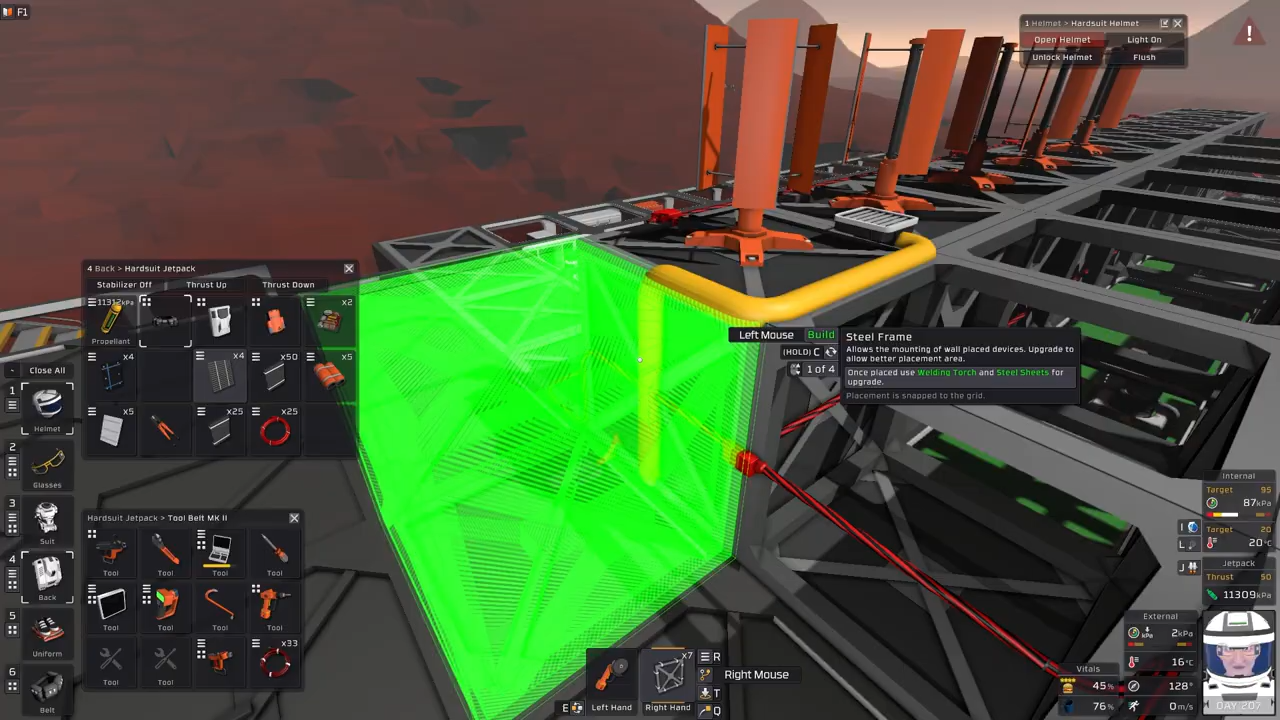 F1
1 Helmet > Hardsuit Helmet
Open Helmet
Light On
Unlock Helmet
Flush
4 Back > Hardsuit Jetpack
Stabilizer Off
Thrust Up
Thrust Down
Propellant
x2
x4
x4
x50
x5
x5
x25
x25
Close All
1
Helmet
2
Glasses
3
Suit
4
Back
5
Uniform
6
Belt
Hardsuit Jetpack > Tool Belt MK II
Tool
Tool
Tool
Tool
Tool
Tool
Tool
Tool
x33
Tool
Tool
Tool
Tool
Left Mouse Build
(HOLD) C
1 of 4
Steel Frame
Allows the mounting of wall placed devices. Upgrade to
allow better placement area.
Once placed use Welding Torch and Steel Sheets for
upgrade.
Placement is snapped to the grid.
x7
R
T
Q
E
Left Hand
Right Hand
Right Mouse
Internal
Target 95
87kPa
Target 20
20°C
I
L
J
Jetpack
Thrust 50
11309kPa
External
2kPa
16°C
128°
0m/s
Vitals
45%
76%
DAY 207